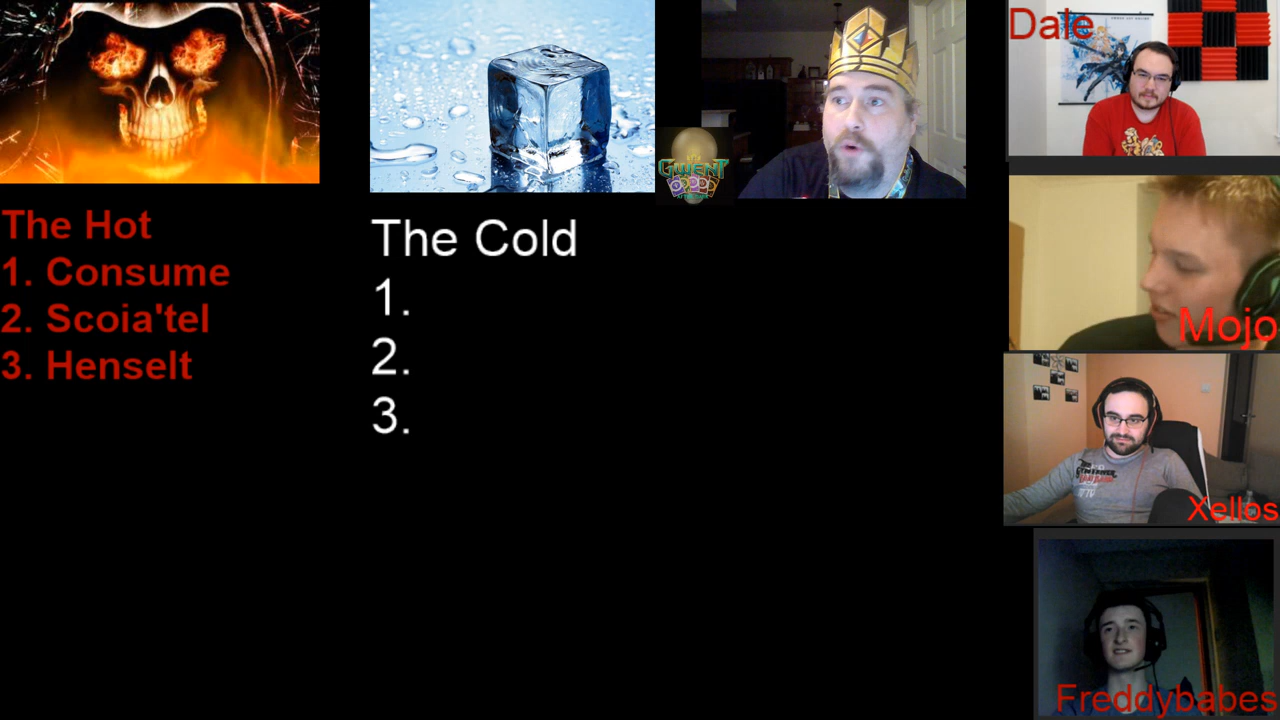 The Hot
1. Consume
2. Scoia'tel
3. Henselt
The Cold
1.
2.
3.
GWENT
Dale
Mojo
Xellos
Freddybabes